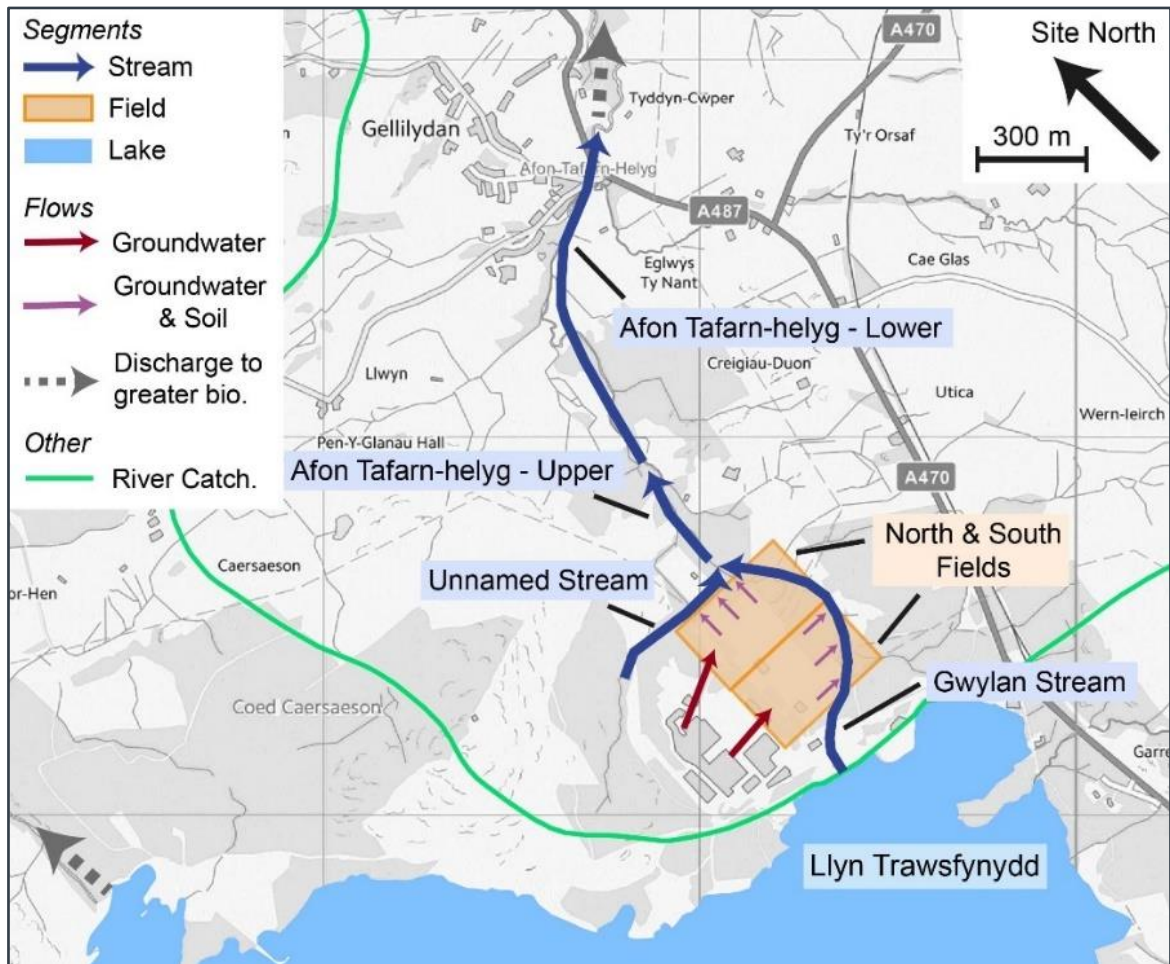 Segments
Stream
Field
Lake
Flows
Groundwater
Groundwater
& Soil
Discharge to
greater bio.
Other
River Catch.
Site North
300 m
A470
Tyddyn-Cwper
Gellilydan
Ty'r Orsaf
Afon Tafarn-Helyg
A487
Eglwys
Ty Nant
Cae Glas
Afon Tafarn-helyg - Lower
Creigiau-Duon
Llwyn
Utica
Wern-leirch
Pen-Y-Glanau Hall
Afon Tafarn-helyg - Upper
A470
North & South
Fields
Caersaeson
Unnamed Stream
or-Hen
Gwylan Stream
Coed Caersaeson
Garre
Llyn Trawsfynydd